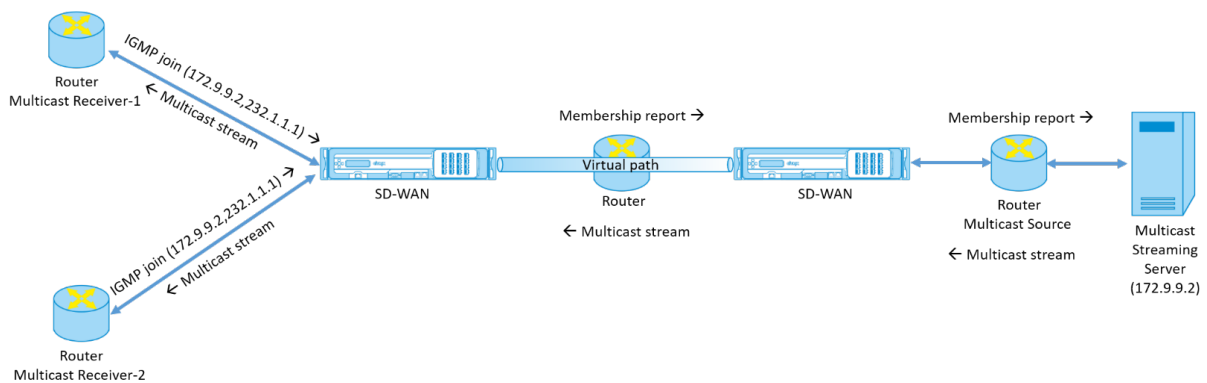 Router
Multicast Receiver-1
IGMP join (172.9.9.2,232.1.1.1) →
← Multicast stream
IGMP join (172.9.9.2,232.1.1.1) →
← Multicast stream
Router
Multicast Receiver-2
SD-WAN
Membership report →
Virtual path
Router
← Multicast stream
SD-WAN
Membership report →
Router
Multicast Source
← Multicast stream
Multicast
Streaming
Server
(172.9.9.2)